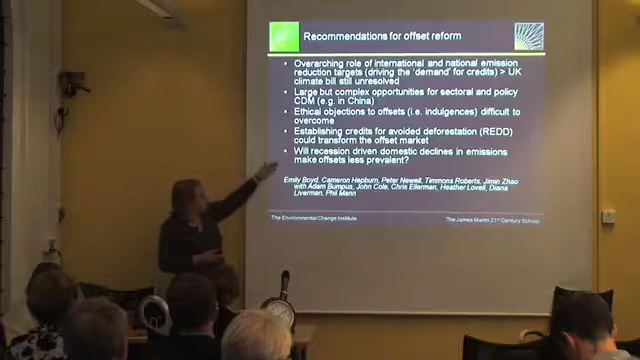 Recommendations for offset reform
• Overarching role of international and national emission
reduction targets (driving the 'demand' for credits) > UK
climate bill still unresolved
• Large but complex opportunities for sectoral and policy
CDM (e.g. in China)
• Ethical objections to offsets (i.e. indulgences) difficult to
overcome
• Establishing credits for avoided deforestation (REDD)
could transform the offset market
• Will recession driven domestic declines in emissions
make offsets less prevalent?
Emily Boyd, Cameron Hepburn, Peter Newell, Timmons Roberts, Jimin Zhao
with Adam Bumpus, John Cole, Chris Ellerman, Heather Lovell, Diana
Liverman, Phil Mann
The Environmental Change Institute
The James Martin 21st Century School